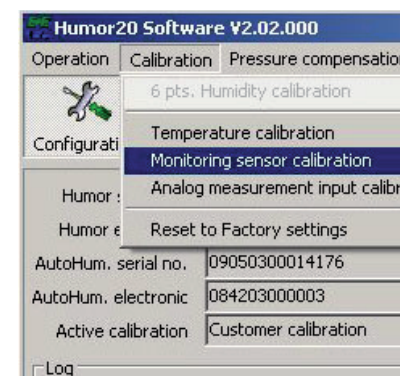 Humor20 Software V2.02.000
Operation Calibration Pressure compensatio
6 pts. Humidity calibration
Temperature calibration
Configurati
Monitoring sensor calibration
Humor s
Analog measurement input calibr
Humor e
Reset to Factory settings
AutoHum. serial no. 09050300014176
AutoHum. electronic 084203000003
Active calibration Customer calibration
Log